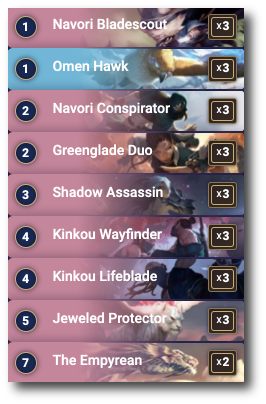 1 Navori Bladescout x3
1 Omen Hawk x3
2 Navori Conspirator x3
2 Greenglade Duo x3
3 Shadow Assassin x3
4 Kinkou Wayfinder x3
4 Kinkou Lifeblade x3
5 Jeweled Protector x3
7 The Empyrean x2